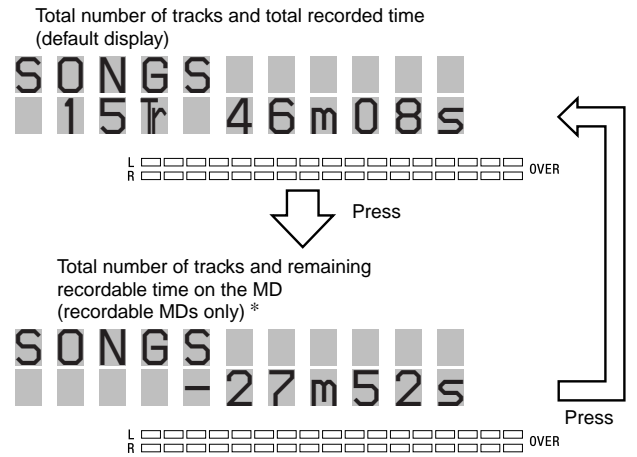 Total number of tracks and total recorded time
(default display)
SONGS
15Tr 46m08s
L
R
OVER
Press
Total number of tracks and remaining
recordable time on the MD
(recordable MDs only) *
SONGS
-27m52s
Press
L
R
OVER